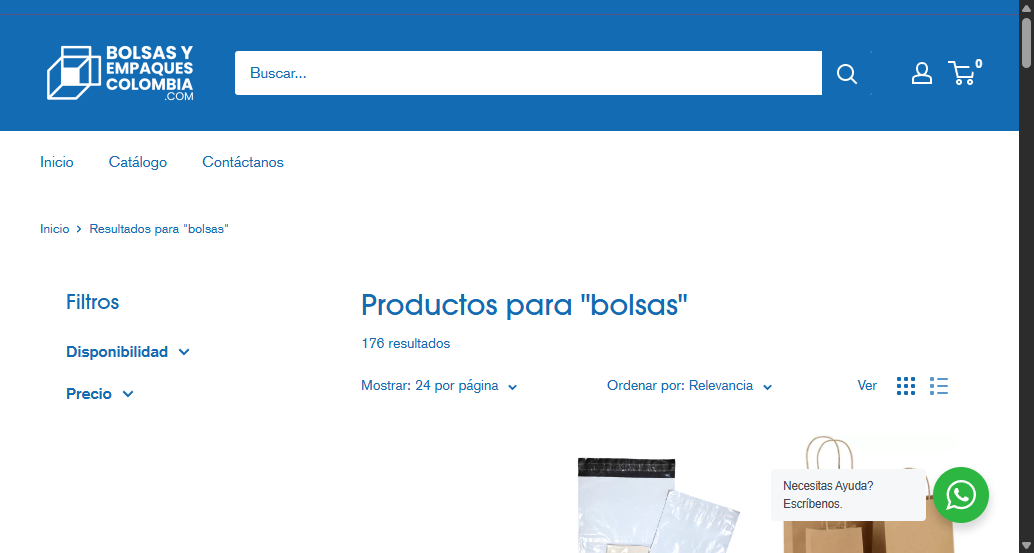 BOLSAS Y
EMPAQUES
COLOMBIA
.COM
Buscar...
0
Inicio
Catálogo
Contáctanos
Inicio > Resultados para "bolsas"
Filtros
Disponibilidad
Precio
Productos para "bolsas"
176 resultados
Mostrar: 24 por página
Ordenar por: Relevancia
Ver
Necesitas Ayuda?
Escríbenos.